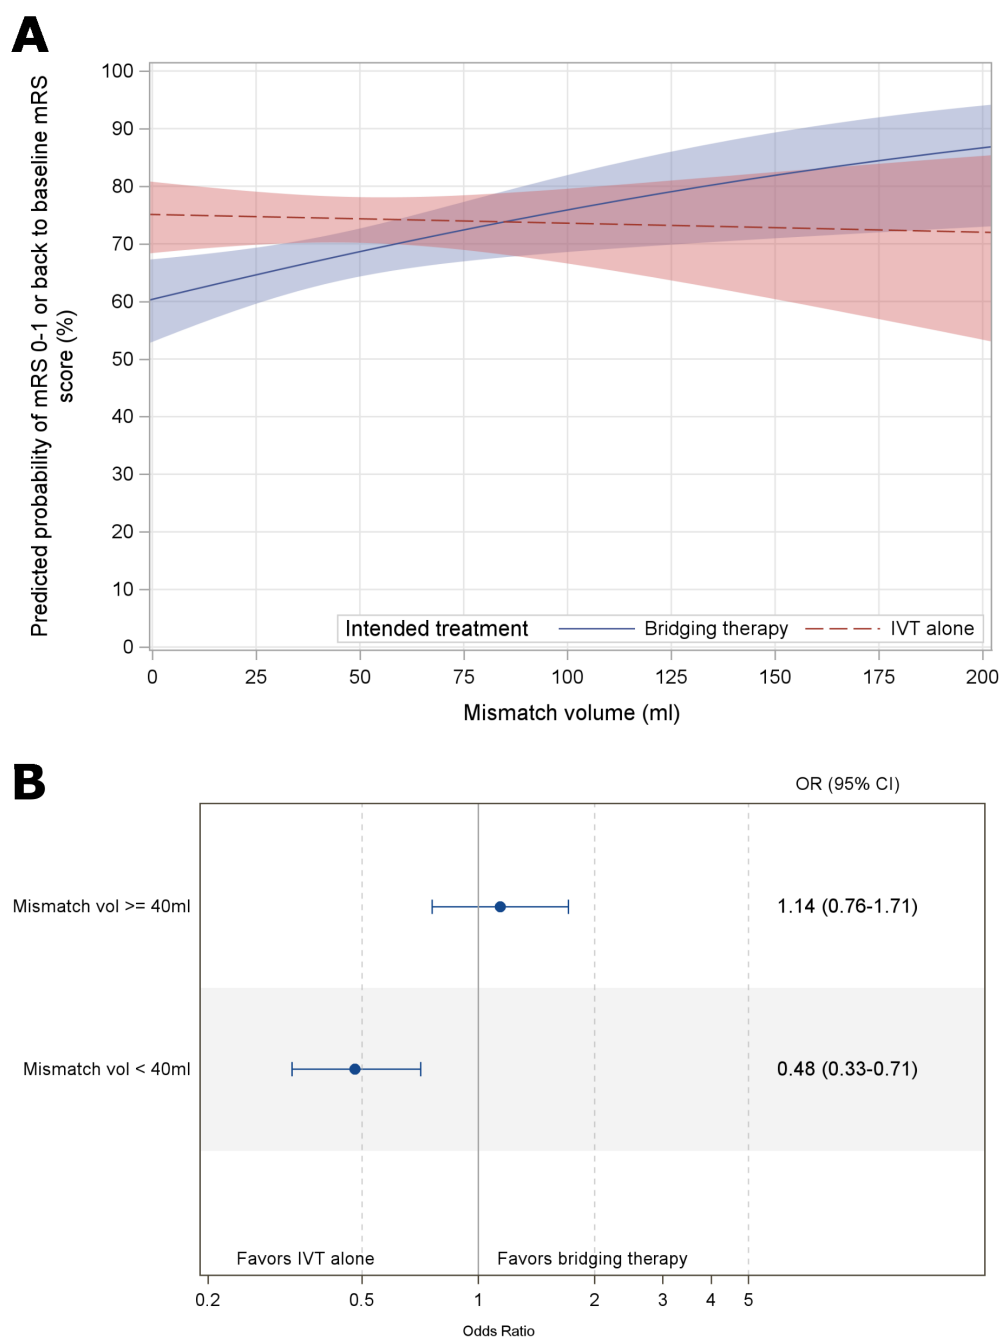 A
Predicted probability of mRS 0-1 or back to baseline mRS
score (%)
100
90
80
70
60
50
40
30
20
10
0
Intended treatment Bridging therapy IVT alone
0 25 50 75 100 125 150 175 200
Mismatch volume (ml)
B
OR (95% CI)
Mismatch vol >= 40ml 1.14 (0.76-1.71)
Mismatch vol < 40ml 0.48 (0.33-0.71)
Favors IVT alone Favors bridging therapy
0.2 0.5 1 2 3 4 5
Odds Ratio